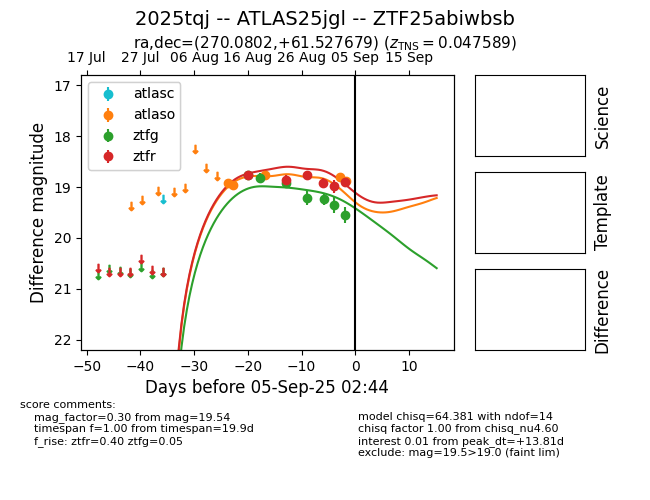 2025tqj -- ATLAS25jgl -- ZTF25abiwbsb
ra,dec=(270.0802,+61.527679) (zTNS = 0.047589)
17 Jul 27 Jul 06 Aug 16 Aug 26 Aug 05 Sep 15 Sep
atlasc
atlaso
ztfg
ztfr
17
18
19
20
21
22
Difference magnitude
−50 −40 −30 −20 −10 0 10
Days before 05-Sep-25 02:44
Science
Template
Difference
score comments:
mag_factor=0.30 from mag=19.54
timespan f=1.00 from timespan=19.9d
f_rise: ztfr=0.40 ztfg=0.05
model chisq=64.381 with ndof=14
chisq factor 1.00 from chisq_nu4.60
interest 0.01 from peak_dt=+13.81d
exclude: mag=19.5>19.0 (faint lim)